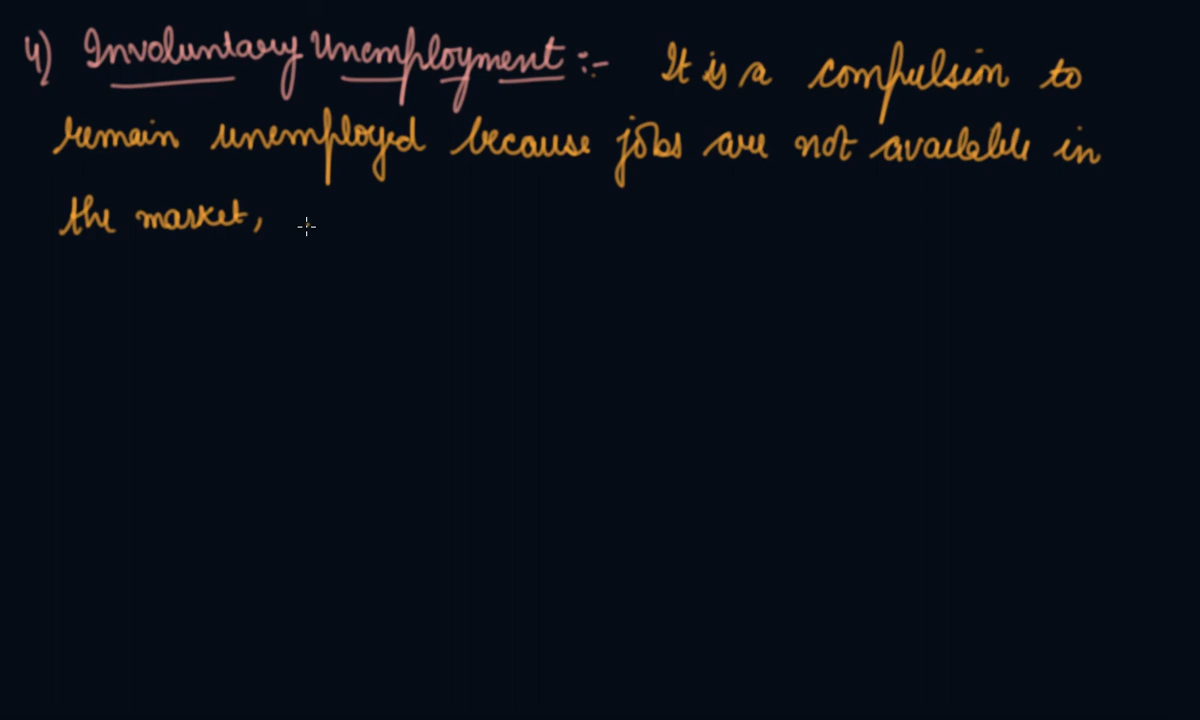 4) Involuntary Unemployment :- It is a compulsion to
remain unemployed because jobs are not available in
the market,